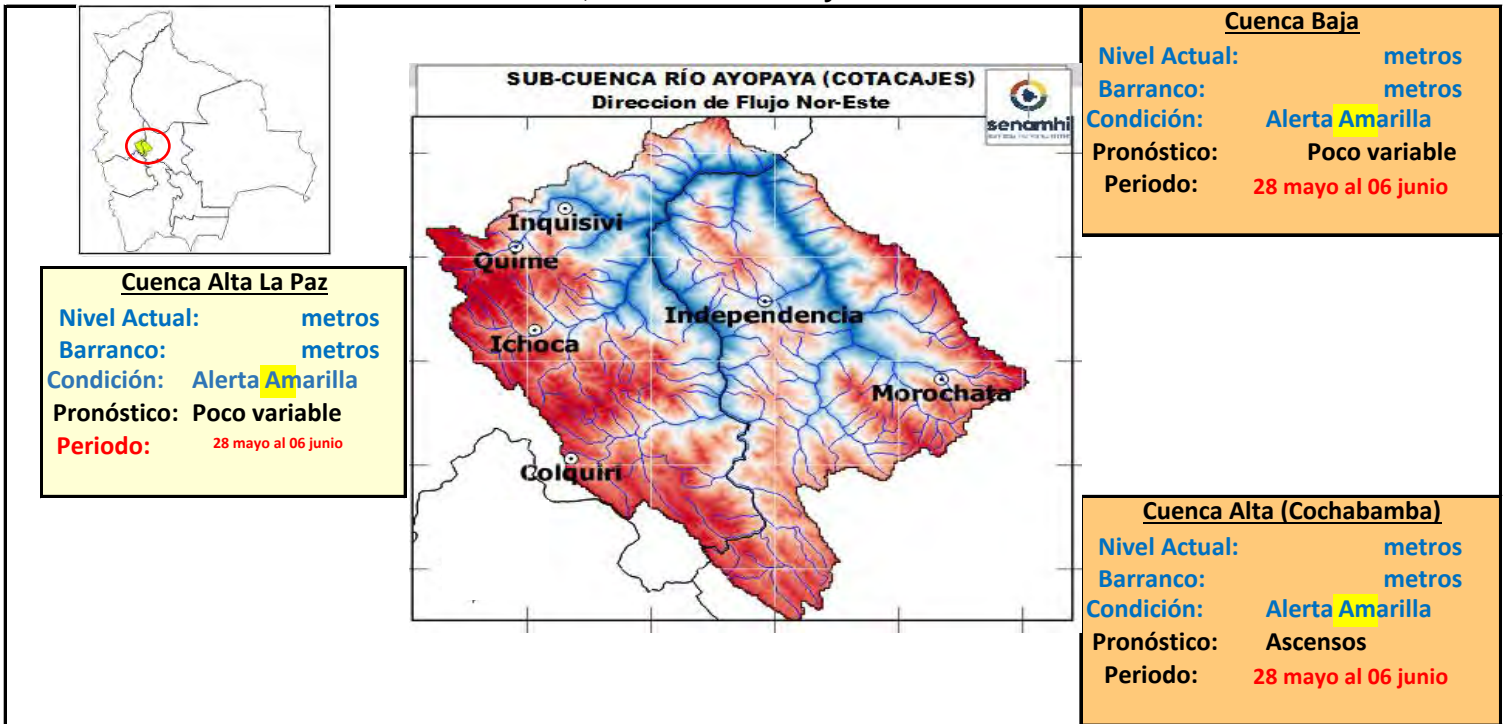 Cuenca Baja
Nivel Actual: metros
Barranco: metros
Condición: Alerta Amarilla
Pronóstico: Poco variable
Periodo: 28 mayo al 06 junio
SUB-CUENCA RÍO AYOPAYA (COTACAJES)
Direccion de Flujo Nor-Este
senamhi
Inquisivi
Quime
Independencia
Ichoca
Morochata
Colquiri
Cuenca Alta La Paz
Nivel Actual: metros
Barranco: metros
Condición: Alerta Amarilla
Pronóstico: Poco variable
Periodo: 28 mayo al 06 junio
Cuenca Alta (Cochabamba)
Nivel Actual: metros
Barranco: metros
Condición: Alerta Amarilla
Pronóstico: Ascensos
Periodo: 28 mayo al 06 junio